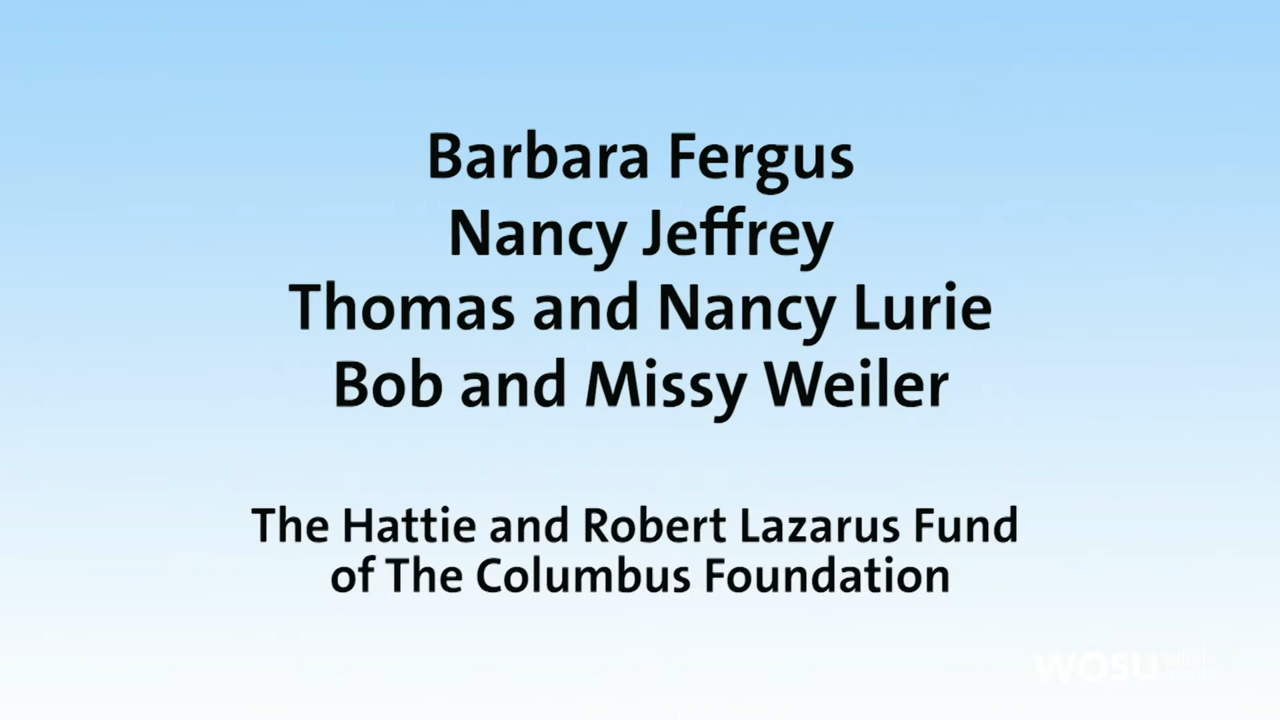 Barbara Fergus
Nancy Jeffrey
Thomas and Nancy Lurie
Bob and Missy Weiler
The Hattie and Robert Lazarus Fund
of The Columbus Foundation
WOSU